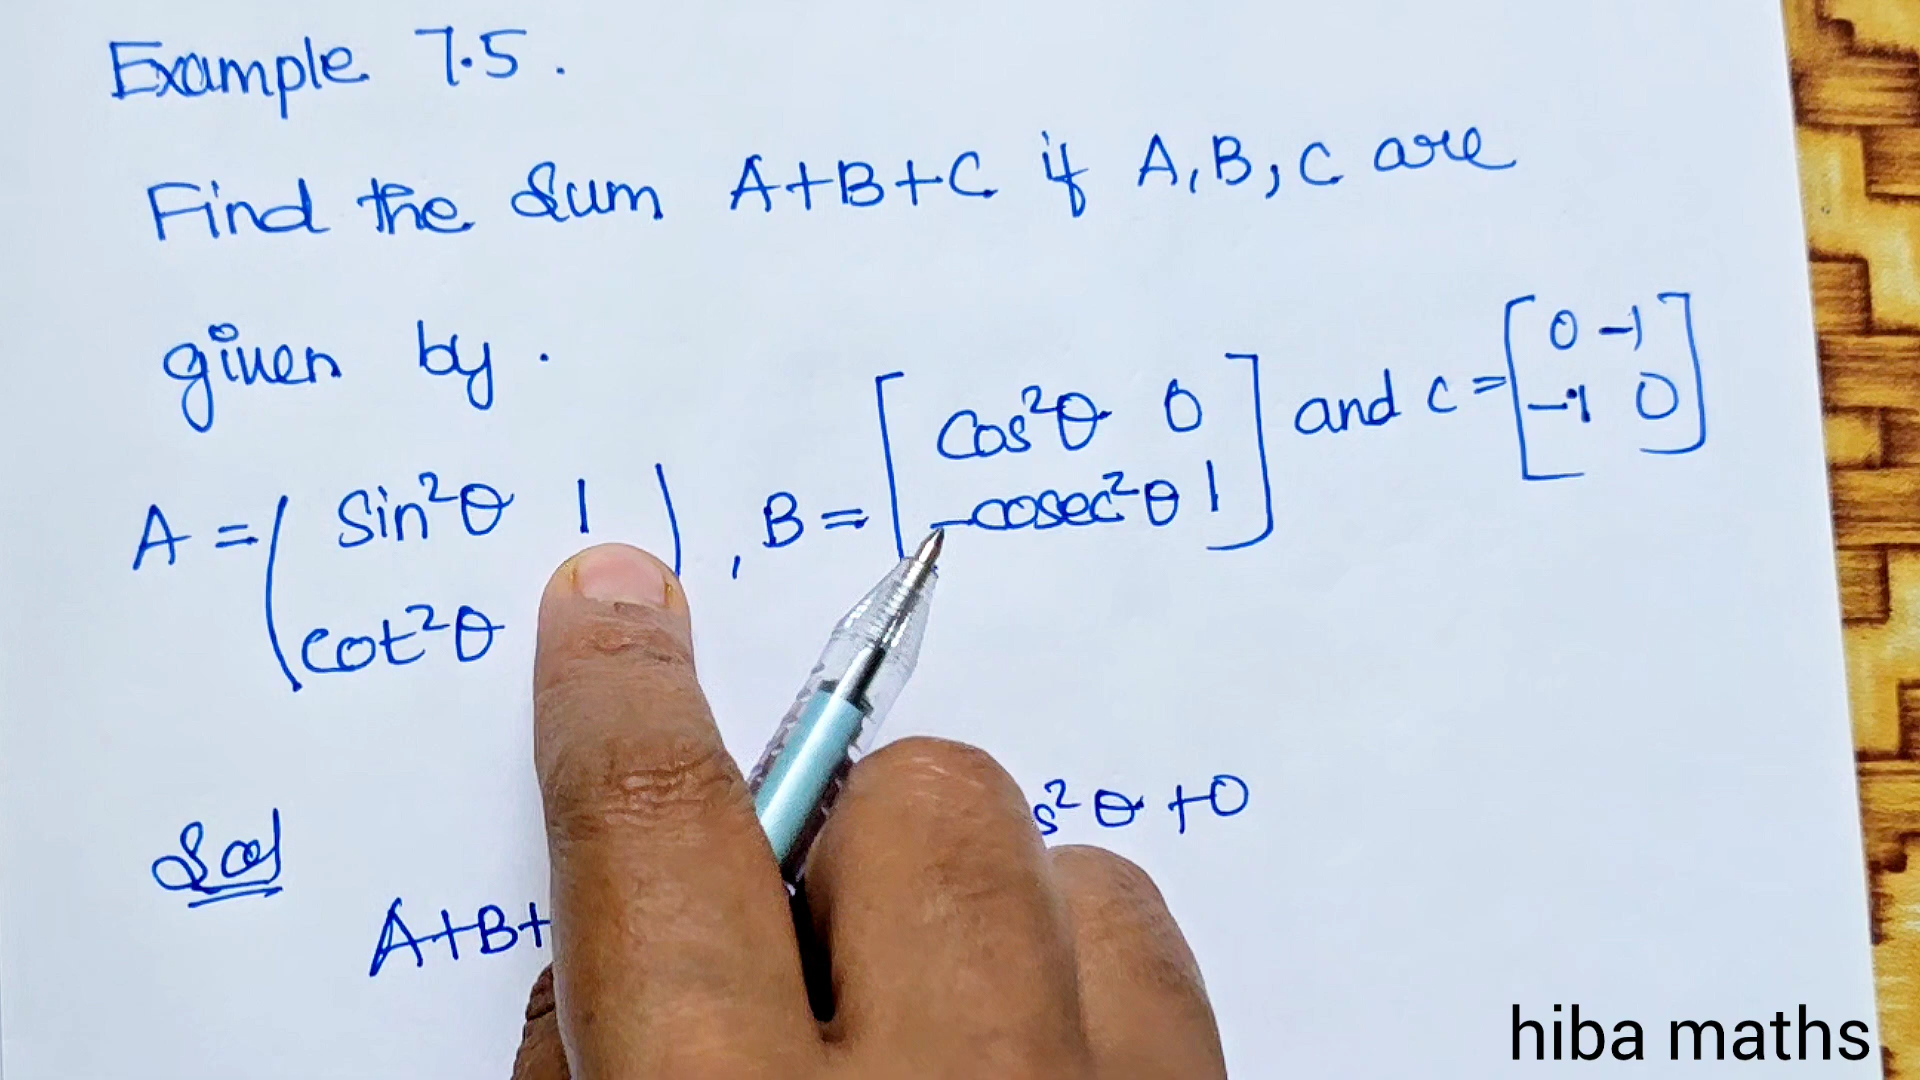 Example 7.5.
Find the Sum A+B+C if A,B,C are
given by.
A = ( Sin²θ 1 ) , B = [ Cos²θ 0 ] and C = [ 0 -1 ]
cot²θ -cosec²θ 1 -1 0
Sol
s²θ +0
A+B+
hiba maths